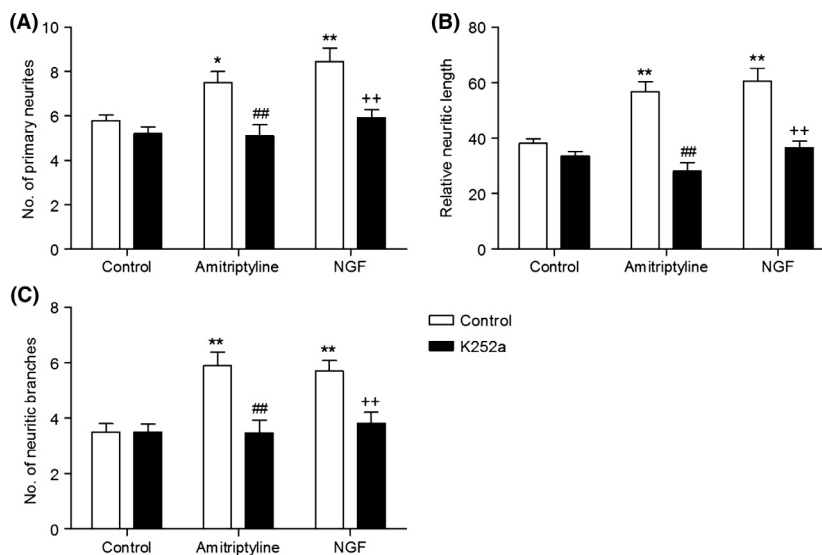 (A)
No. of primary neurites
10
8
6
4
2
0
*
##
**
++
Control Amitriptyline NGF
(B)
Relative neuritic length
80
60
40
20
0
**
##
**
++
Control Amitriptyline NGF
(C)
No. of neuritic branches
8
6
4
2
0
**
##
**
++
Control Amitriptyline NGF
Control
K252a